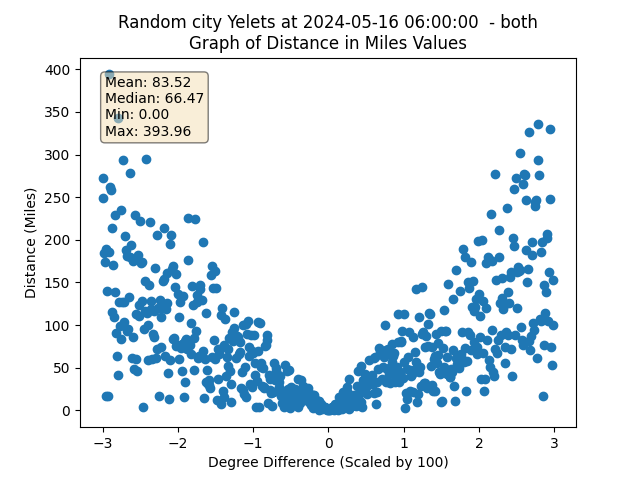 Random city Yelets at 2024-05-16 06:00:00 - both
Graph of Distance in Miles Values
Mean: 83.52
Median: 66.47
Min: 0.00
Max: 393.96
Distance (Miles)
400
350
300
250
200
150
100
50
0
−3 −2 −1 0 1 2 3
Degree Difference (Scaled by 100)